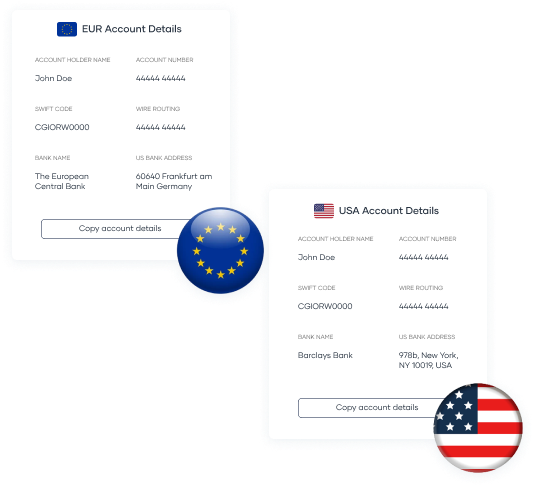 EUR Account Details
ACCOUNT HOLDER NAME ACCOUNT NUMBER
John Doe 44444 44444
SWIFT CODE WIRE ROUTING
CGIORW0000 44444 44444
BANK NAME US BANK ADDRESS
The European 60640 Frankfurt am
Central Bank Main Germany
Copy account details
USA Account Details
ACCOUNT HOLDER NAME ACCOUNT NUMBER
John Doe 44444 44444
SWIFT CODE WIRE ROUTING
CGIORW0000 44444 44444
BANK NAME US BANK ADDRESS
Barclays Bank 978b, New York,
NY 10019, USA
Copy account details